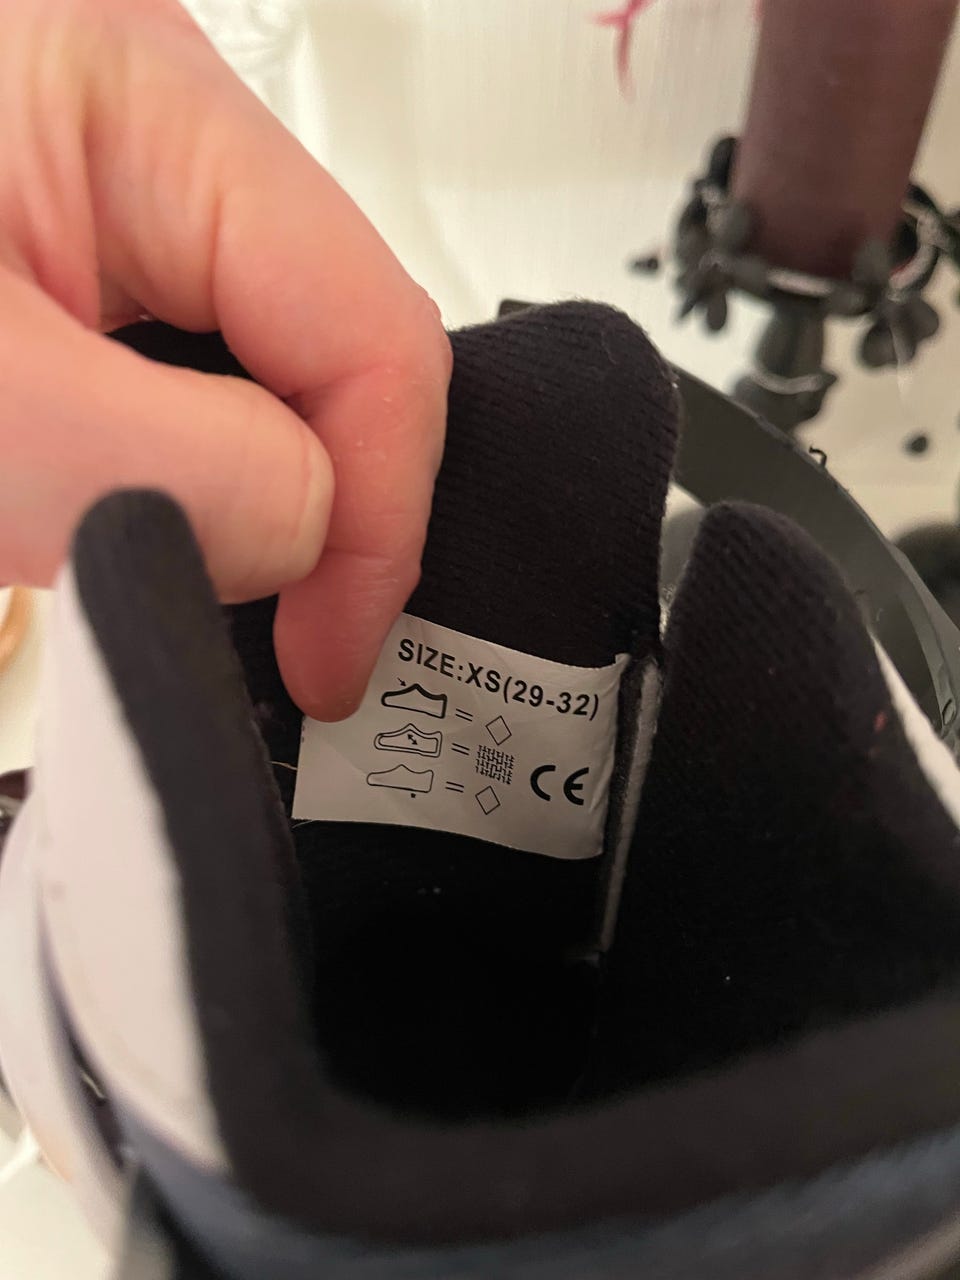 SIZE:XS(29-32)
=
=
=
CE